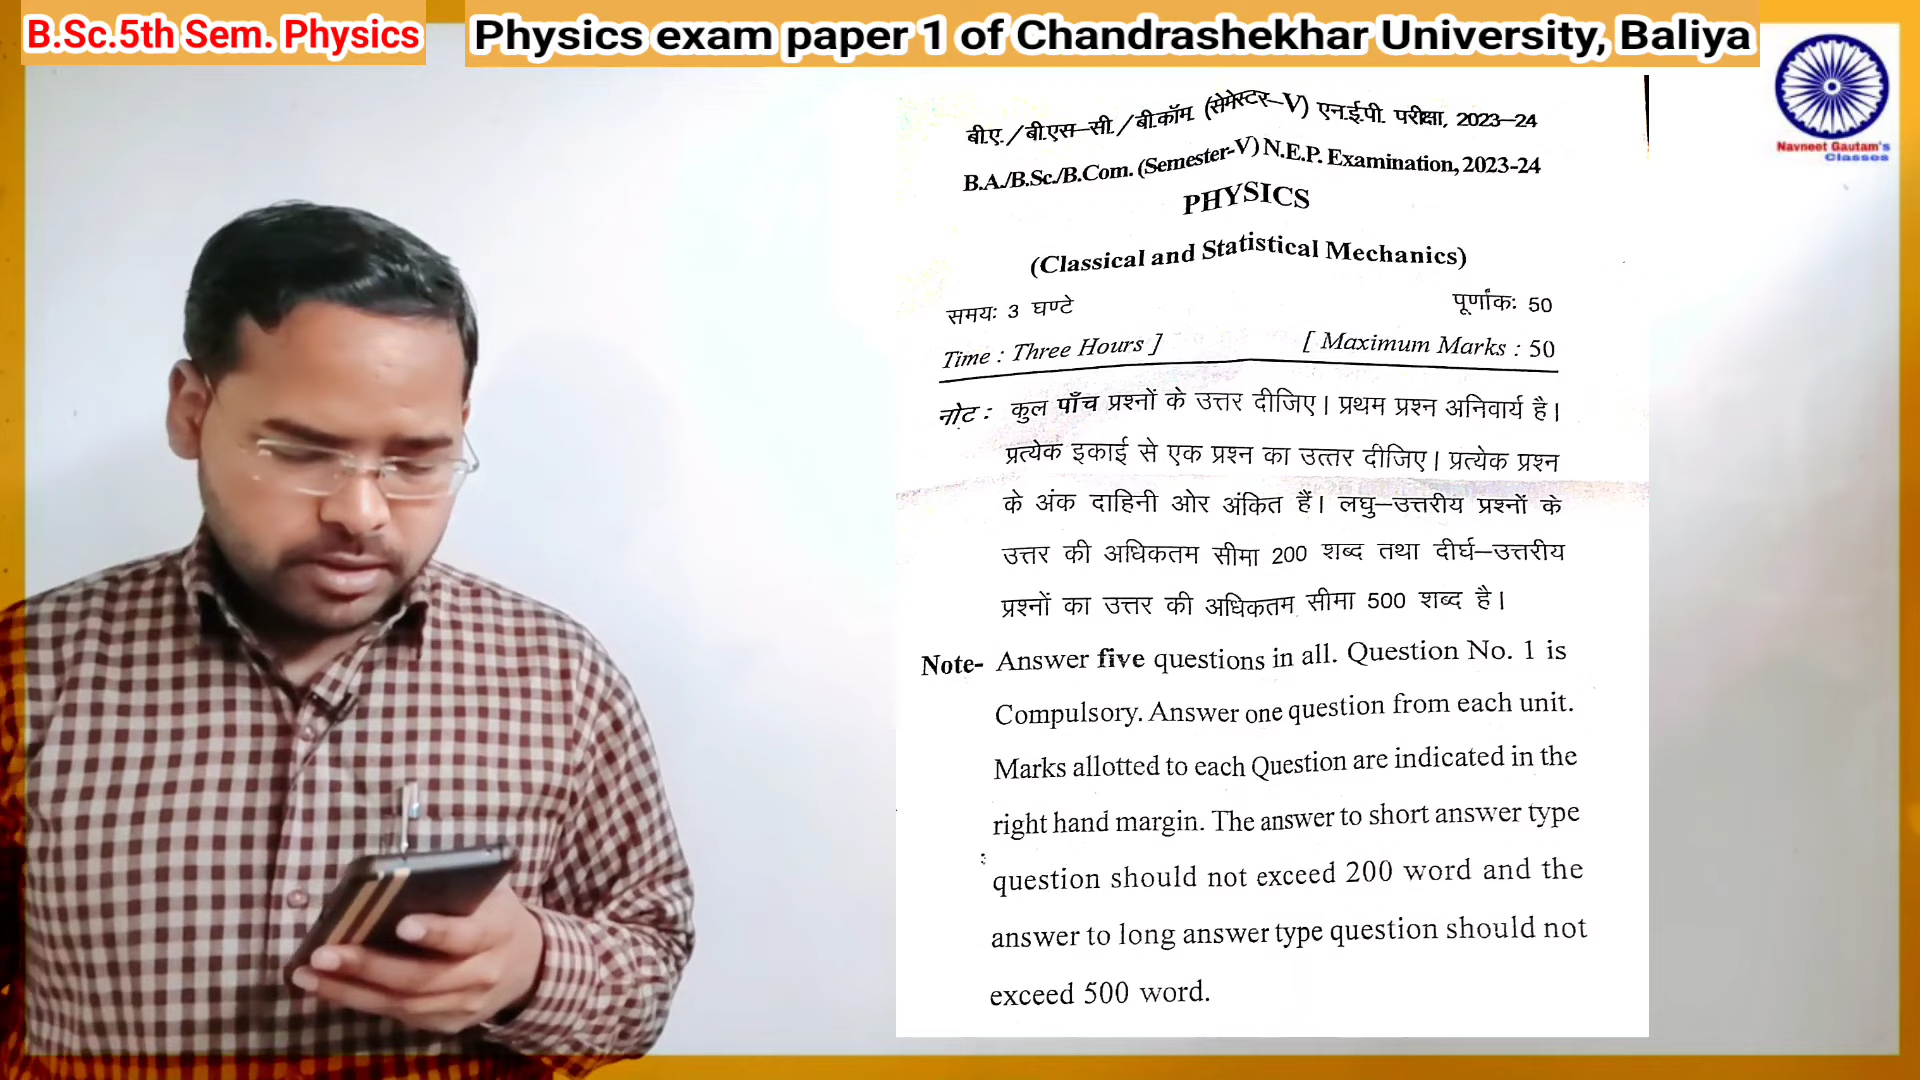 B.Sc.5th Sem. Physics
Physics exam paper 1 of Chandrashekhar University, Baliya
Navneet Gautam's
Classes
बी.ए./बी.एस–सी./बी.कॉम. (सेमेस्टर–V) एन.ई.पी. परीक्षा, 2023–24
B.A./B.Sc./B.Com. (Semester-V) N.E.P. Examination, 2023-24
PHYSICS
(Classical and Statistical Mechanics)
समयः 3 घण्टे पूर्णांकः 50
Time : Three Hours ] [ Maximum Marks : 50
नोट : कुल पाँच प्रश्नों के उत्तर दीजिए। प्रथम प्रश्न अनिवार्य है।
प्रत्येक इकाई से एक प्रश्न का उत्तर दीजिए। प्रत्येक प्रश्न
के अंक दाहिनी ओर अंकित हैं। लघु–उत्तरीय प्रश्नों के
उत्तर की अधिकतम सीमा 200 शब्द तथा दीर्घ–उत्तरीय
प्रश्नों का उत्तर की अधिकतम सीमा 500 शब्द है।
Note- Answer five questions in all. Question No. 1 is
Compulsory. Answer one question from each unit.
Marks allotted to each Question are indicated in the
right hand margin. The answer to short answer type
question should not exceed 200 word and the
answer to long answer type question should not
exceed 500 word.